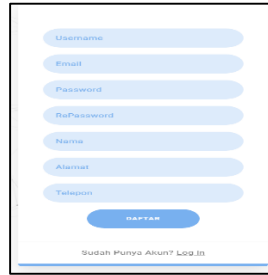 Username
Email
Password
RePassword
Name
Alamat
Telepon
DAFTAR
Sudah Punya Akun? Log In